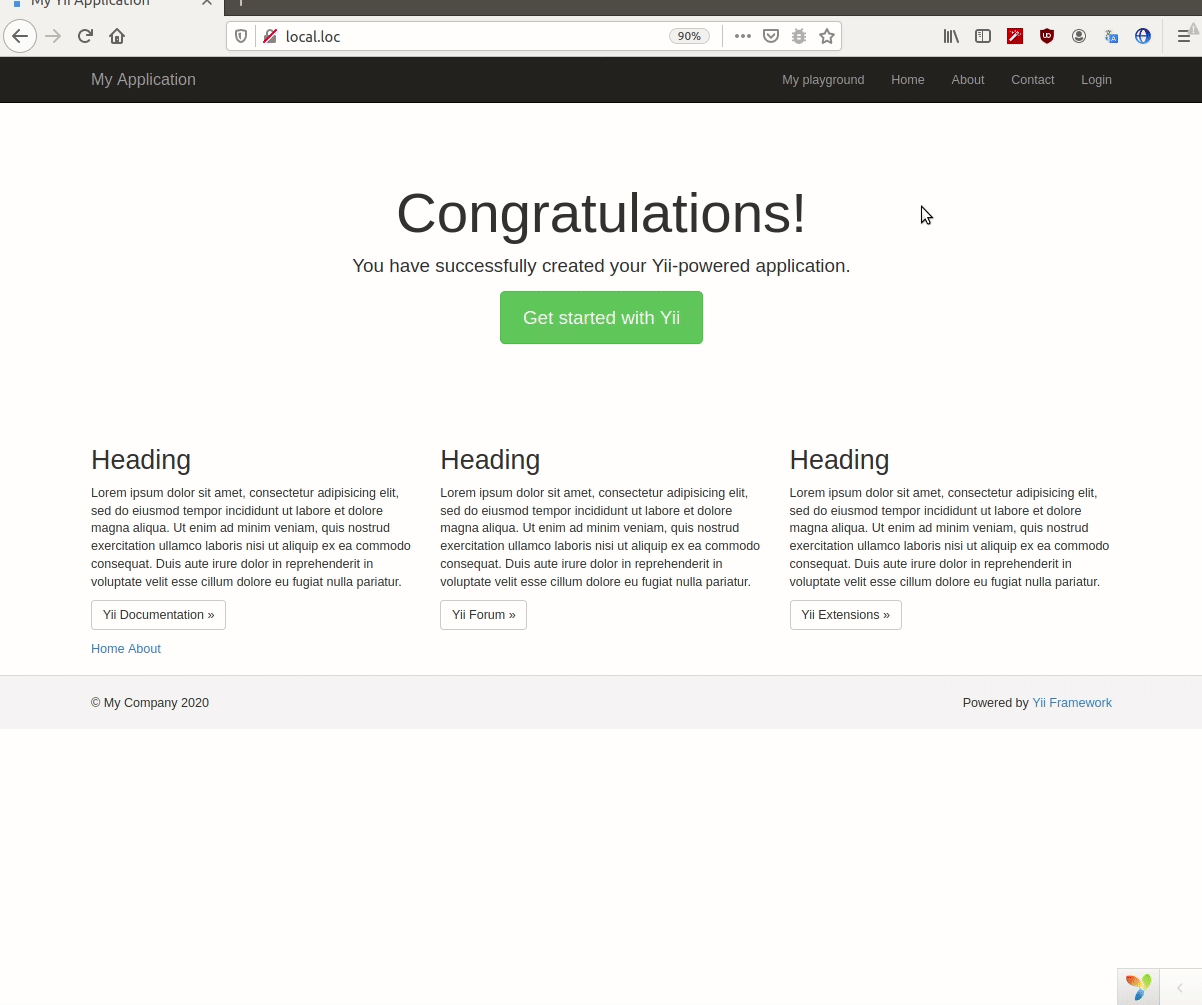 My Yii Application
local.loc
90%
My Application
My playground
Home
About
Contact
Login
Congratulations!
You have successfully created your Yii-powered application.
Get started with Yii
Heading
Lorem ipsum dolor sit amet, consectetur adipisicing elit,
sed do eiusmod tempor incididunt ut labore et dolore
magna aliqua. Ut enim ad minim veniam, quis nostrud
exercitation ullamco laboris nisi ut aliquip ex ea commodo
consequat. Duis aute irure dolor in reprehenderit in
voluptate velit esse cillum dolore eu fugiat nulla pariatur.
Yii Documentation »
Heading
Lorem ipsum dolor sit amet, consectetur adipisicing elit,
sed do eiusmod tempor incididunt ut labore et dolore
magna aliqua. Ut enim ad minim veniam, quis nostrud
exercitation ullamco laboris nisi ut aliquip ex ea commodo
consequat. Duis aute irure dolor in reprehenderit in
voluptate velit esse cillum dolore eu fugiat nulla pariatur.
Yii Forum »
Heading
Lorem ipsum dolor sit amet, consectetur adipisicing elit,
sed do eiusmod tempor incididunt ut labore et dolore
magna aliqua. Ut enim ad minim veniam, quis nostrud
exercitation ullamco laboris nisi ut aliquip ex ea commodo
consequat. Duis aute irure dolor in reprehenderit in
voluptate velit esse cillum dolore eu fugiat nulla pariatur.
Yii Extensions »
Home About
© My Company 2020
Powered by Yii Framework